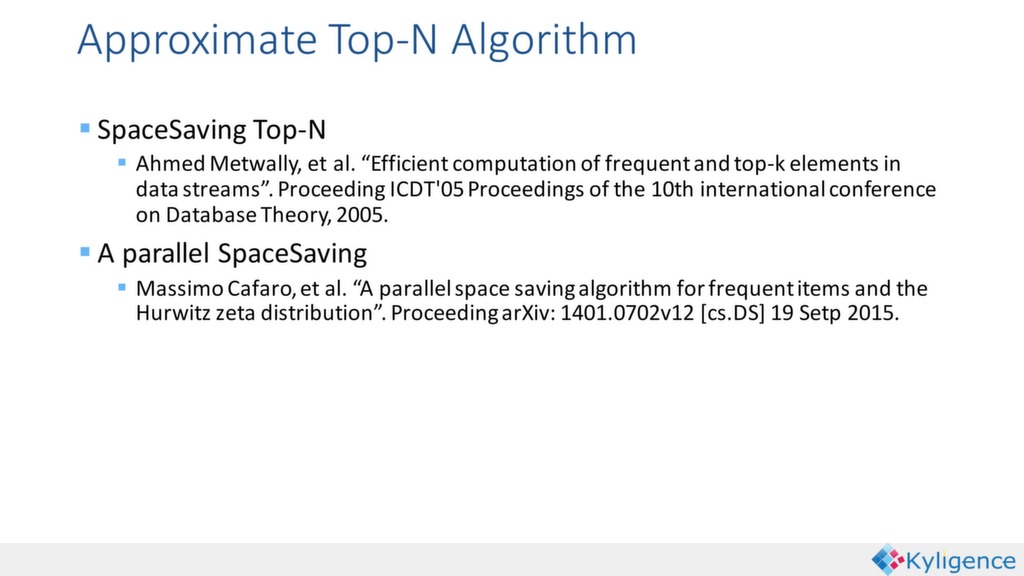 Approximate Top-N Algorithm
SpaceSaving Top-N
Ahmed Metwally, et al. “Efficient computation of frequent and top-k elements in
data streams”. Proceeding ICDT'05 Proceedings of the 10th international conference
on Database Theory, 2005.
A parallel SpaceSaving
Massimo Cafaro, et al. “A parallel space saving algorithm for frequent items and the
Hurwitz zeta distribution”. Proceeding arXiv: 1401.0702v12 [cs.DS] 19 Setp 2015.
Kyligence